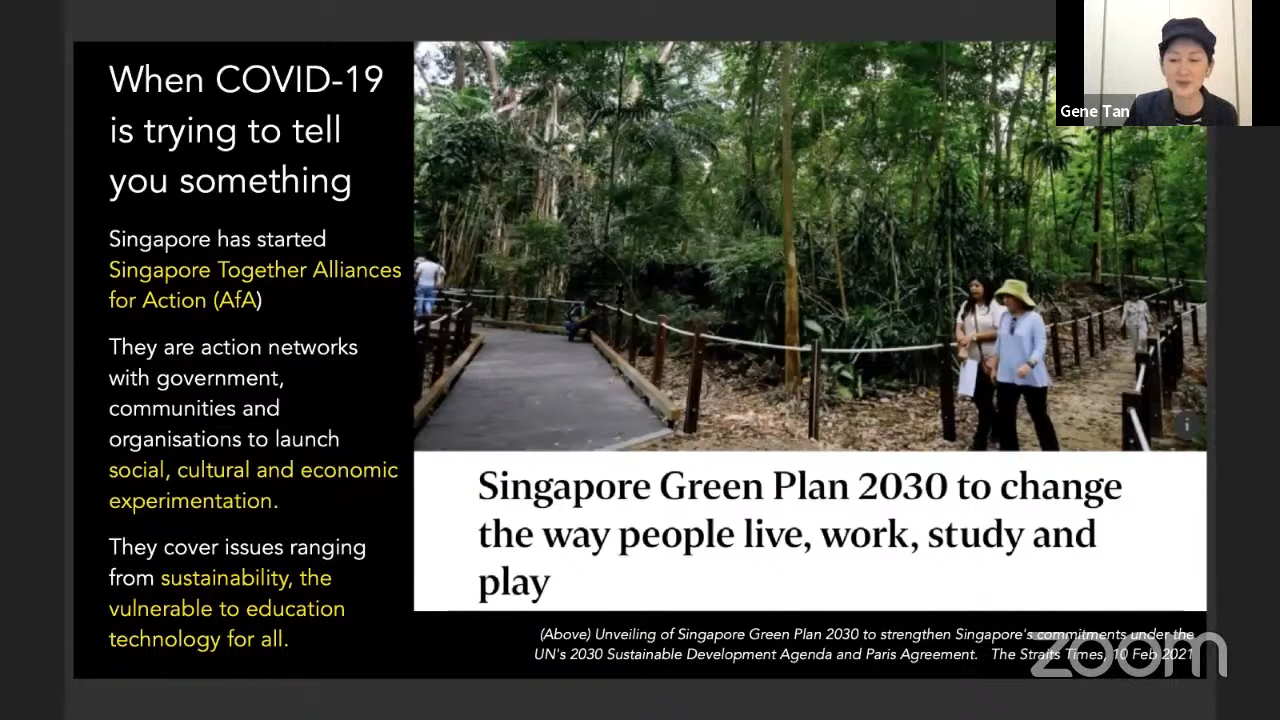 When COVID-19
is trying to tell
you something
Singapore has started
Singapore Together Alliances
for Action (AfA)
They are action networks
with government,
communities and
organisations to launch
social, cultural and economic
experimentation.
They cover issues ranging
from sustainability, the
vulnerable to education
technology for all.
Gene Tan
i
Singapore Green Plan 2030 to change
the way people live, work, study and
play
(Above) Unveiling of Singapore Green Plan 2030 to strengthen Singapore's commitments under the
UN's 2030 Sustainable Development Agenda and Paris Agreement. The Straits Times, 10 Feb 2021
zoom